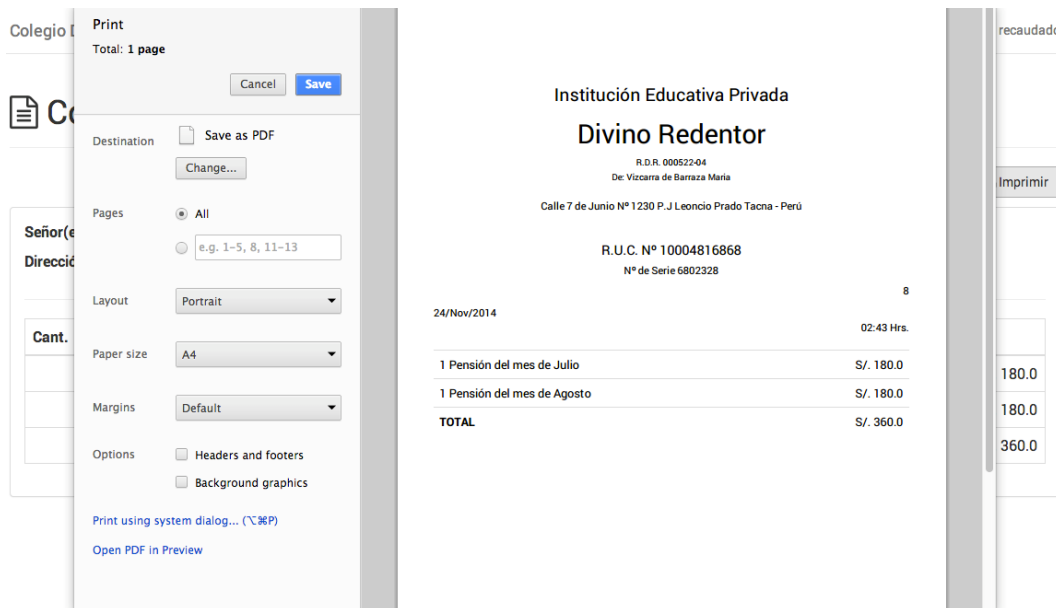 Colegio
Print
Total: 1 page
Cancel Save
Destination Save as PDF
Change...
Pages All
e.g. 1-5, 8, 11-13
Layout Portrait
Paper size A4
Margins Default
Options Headers and footers
Background graphics
Print using system dialog... (⌥⌘P)
Open PDF in Preview
Institución Educativa Privada
Divino Redentor
R.D.R. 000522-04
De: Vizcarra de Barraza Maria
Calle 7 de Junio Nº 1230 P.J Leoncio Prado Tacna - Perú
R.U.C. Nº 10004816868
Nº de Serie 6802328
8
24/Nov/2014
02:43 Hrs.
1 Pensión del mes de Julio S/. 180.0
1 Pensión del mes de Agosto S/. 180.0
TOTAL S/. 360.0
Señor(e
Direcció
Cant.
recaudado
Imprimir
180.0
180.0
360.0